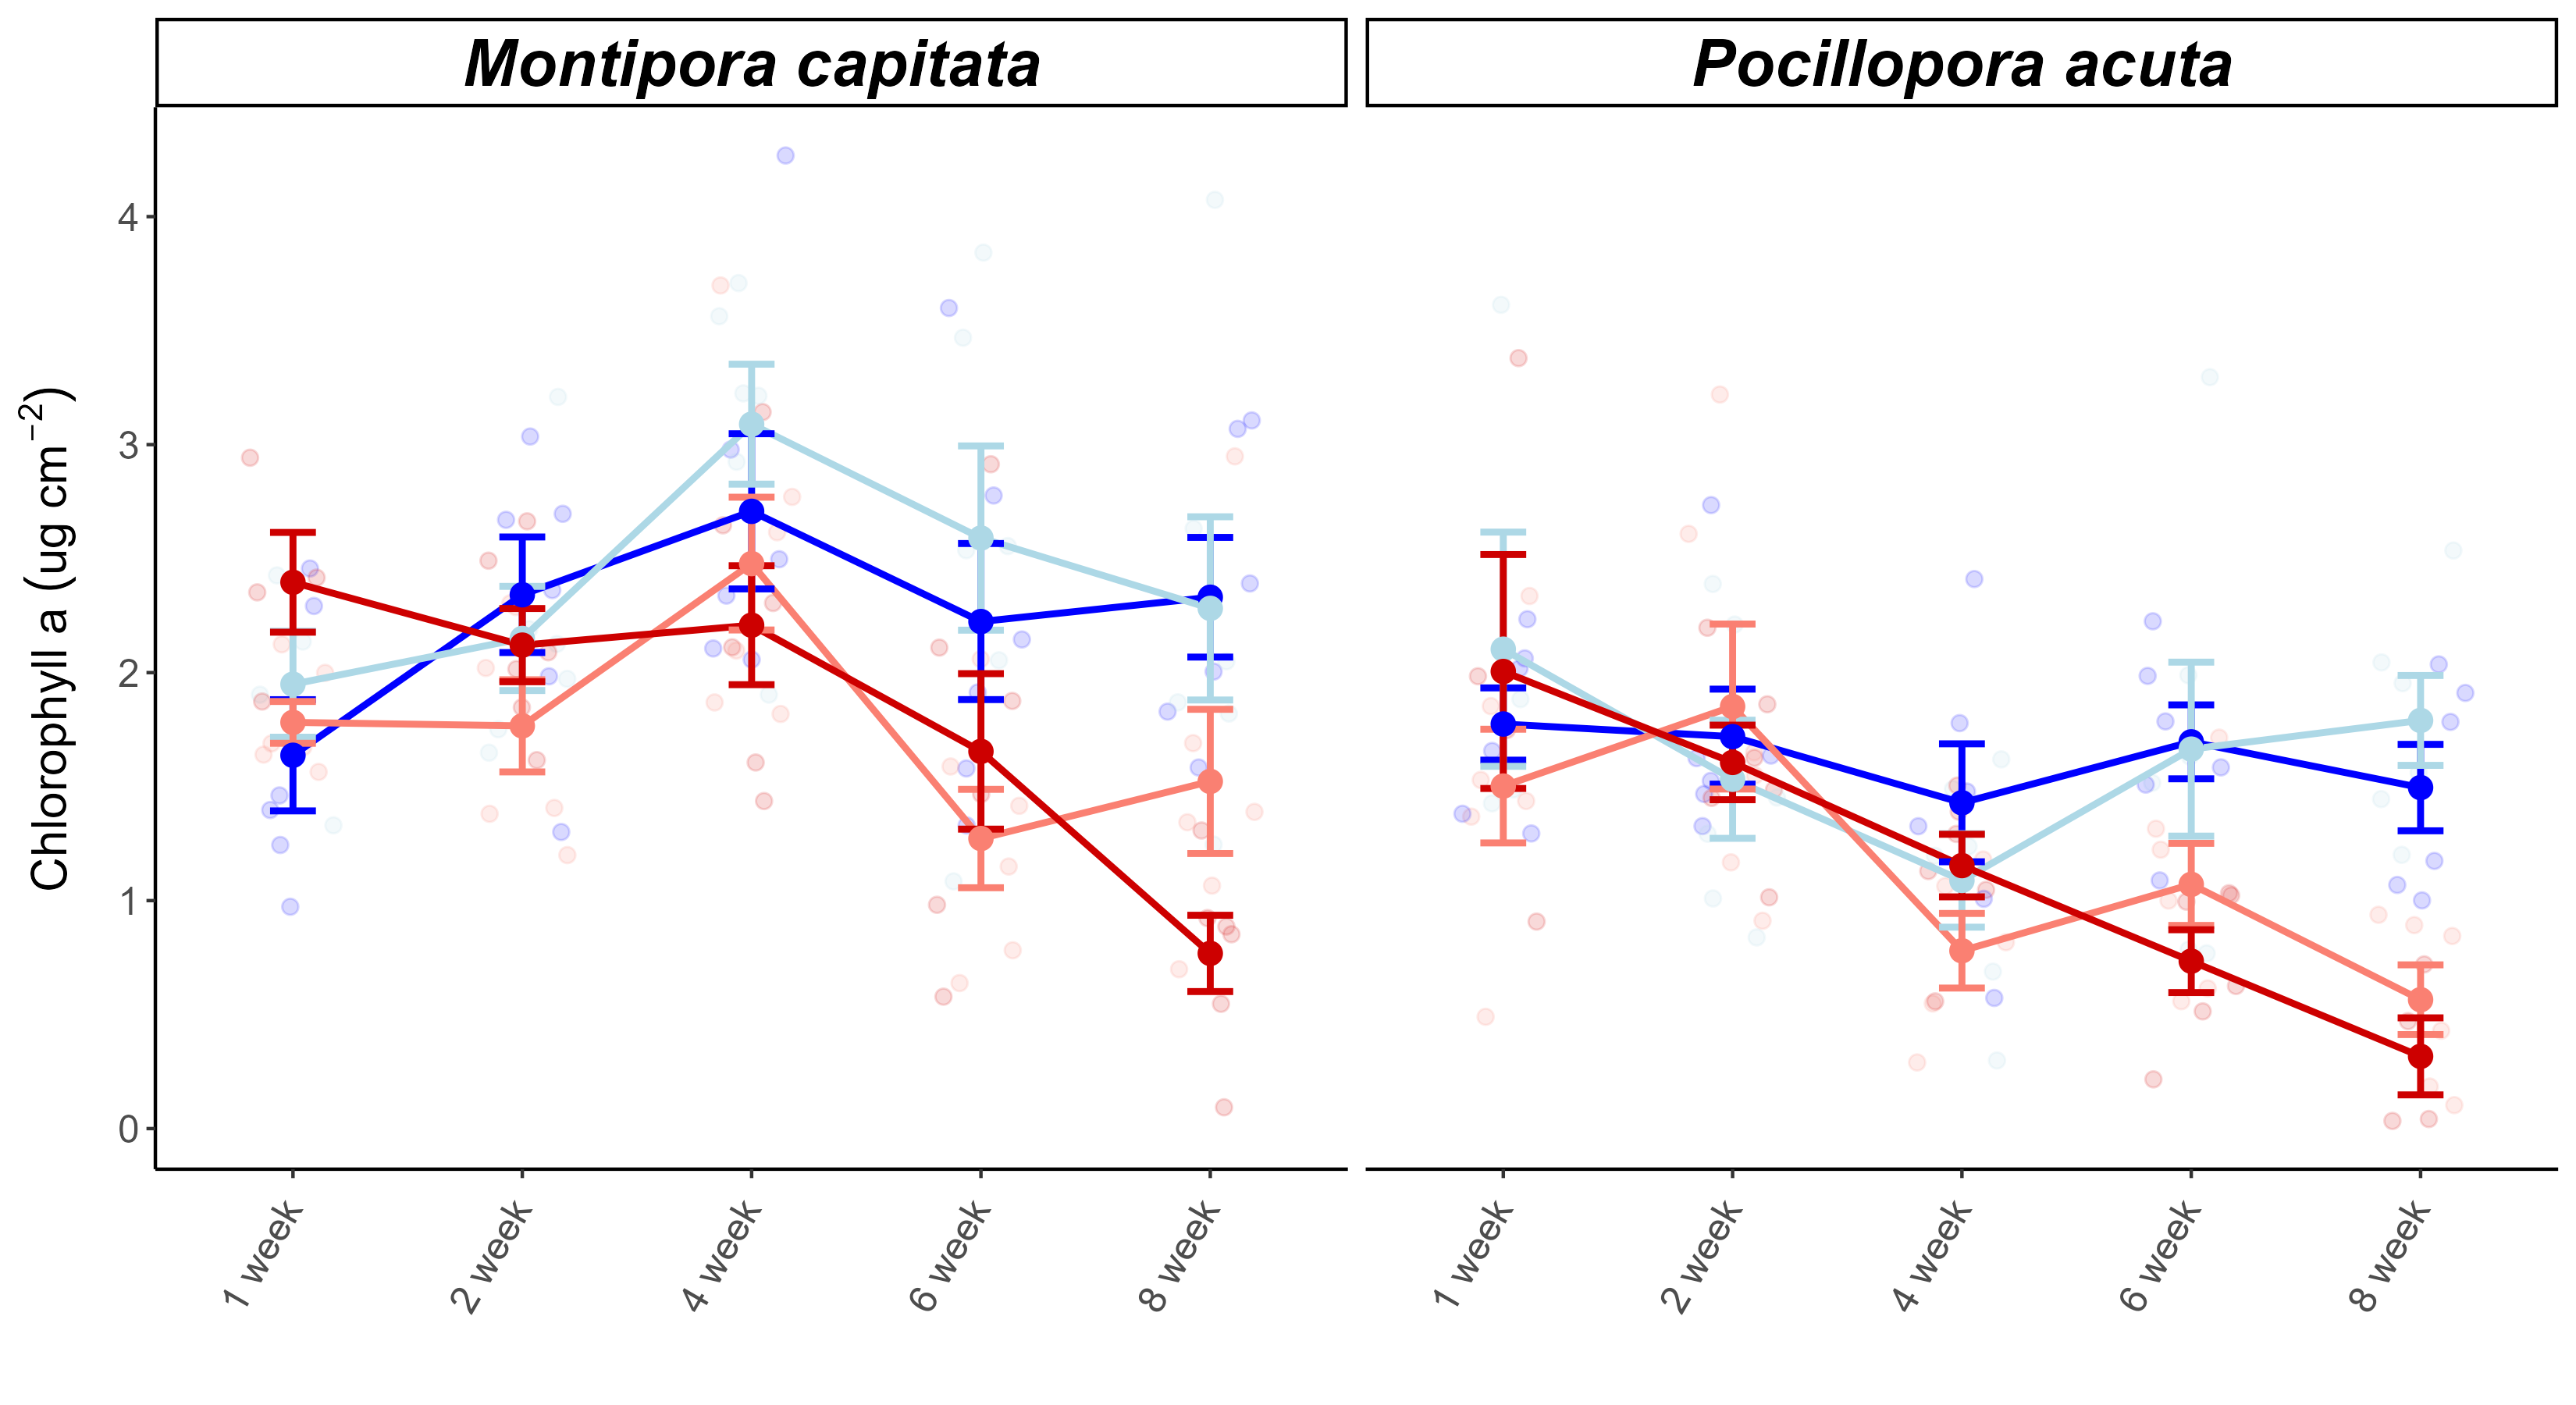 Montipora capitata
Pocillopora acuta
Chlorophyll a (ug cm⁻²)
4
3
2
1
0
1 week
2 week
4 week
6 week
8 week
1 week
2 week
4 week
6 week
8 week